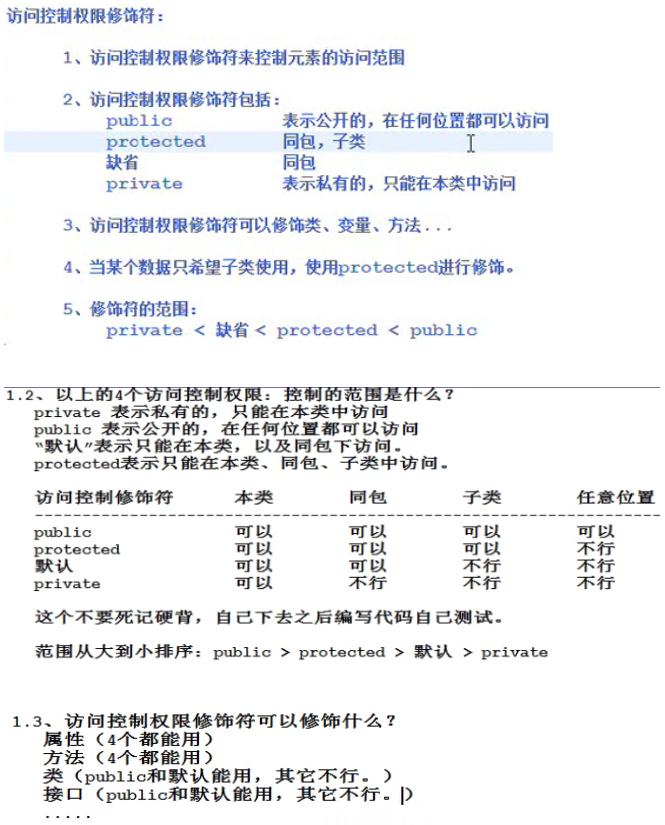 访问控制权限修饰符：
1、访问控制权限修饰符来控制元素的访问范围
2、访问控制权限修饰符包括：
public 表示公开的，在任何位置都可以访问
protected 同包，子类
缺省 同包
private 表示私有的，只能在本类中访问
3、访问控制权限修饰符可以修饰类、变量、方法...
4、当某个数据只希望子类使用，使用protected进行修饰。
5、修饰符的范围：
private < 缺省 < protected < public
1.2、以上的4个访问控制权限：控制的范围是什么？
private 表示私有的，只能在本类中访问
public 表示公开的，在任何位置都可以访问
“默认”表示只能在本类，以及同包下访问。
protected表示只能在本类、同包、子类中访问。
访问控制修饰符 本类 同包 子类 任意位置
---------------------------------------------------------------
public 可以 可以 可以 可以
protected 可以 可以 可以 不行
默认 可以 可以 不行 不行
private 可以 不行 不行 不行
这个不要死记硬背，自己下去之后编写代码自己测试。
范围从大到小排序：public > protected > 默认 > private
1.3、访问控制权限修饰符可以修饰什么？
属性（4个都能用）
方法（4个都能用）
类（public和默认能用，其它不行。）
接口（public和默认能用，其它不行。）
.....